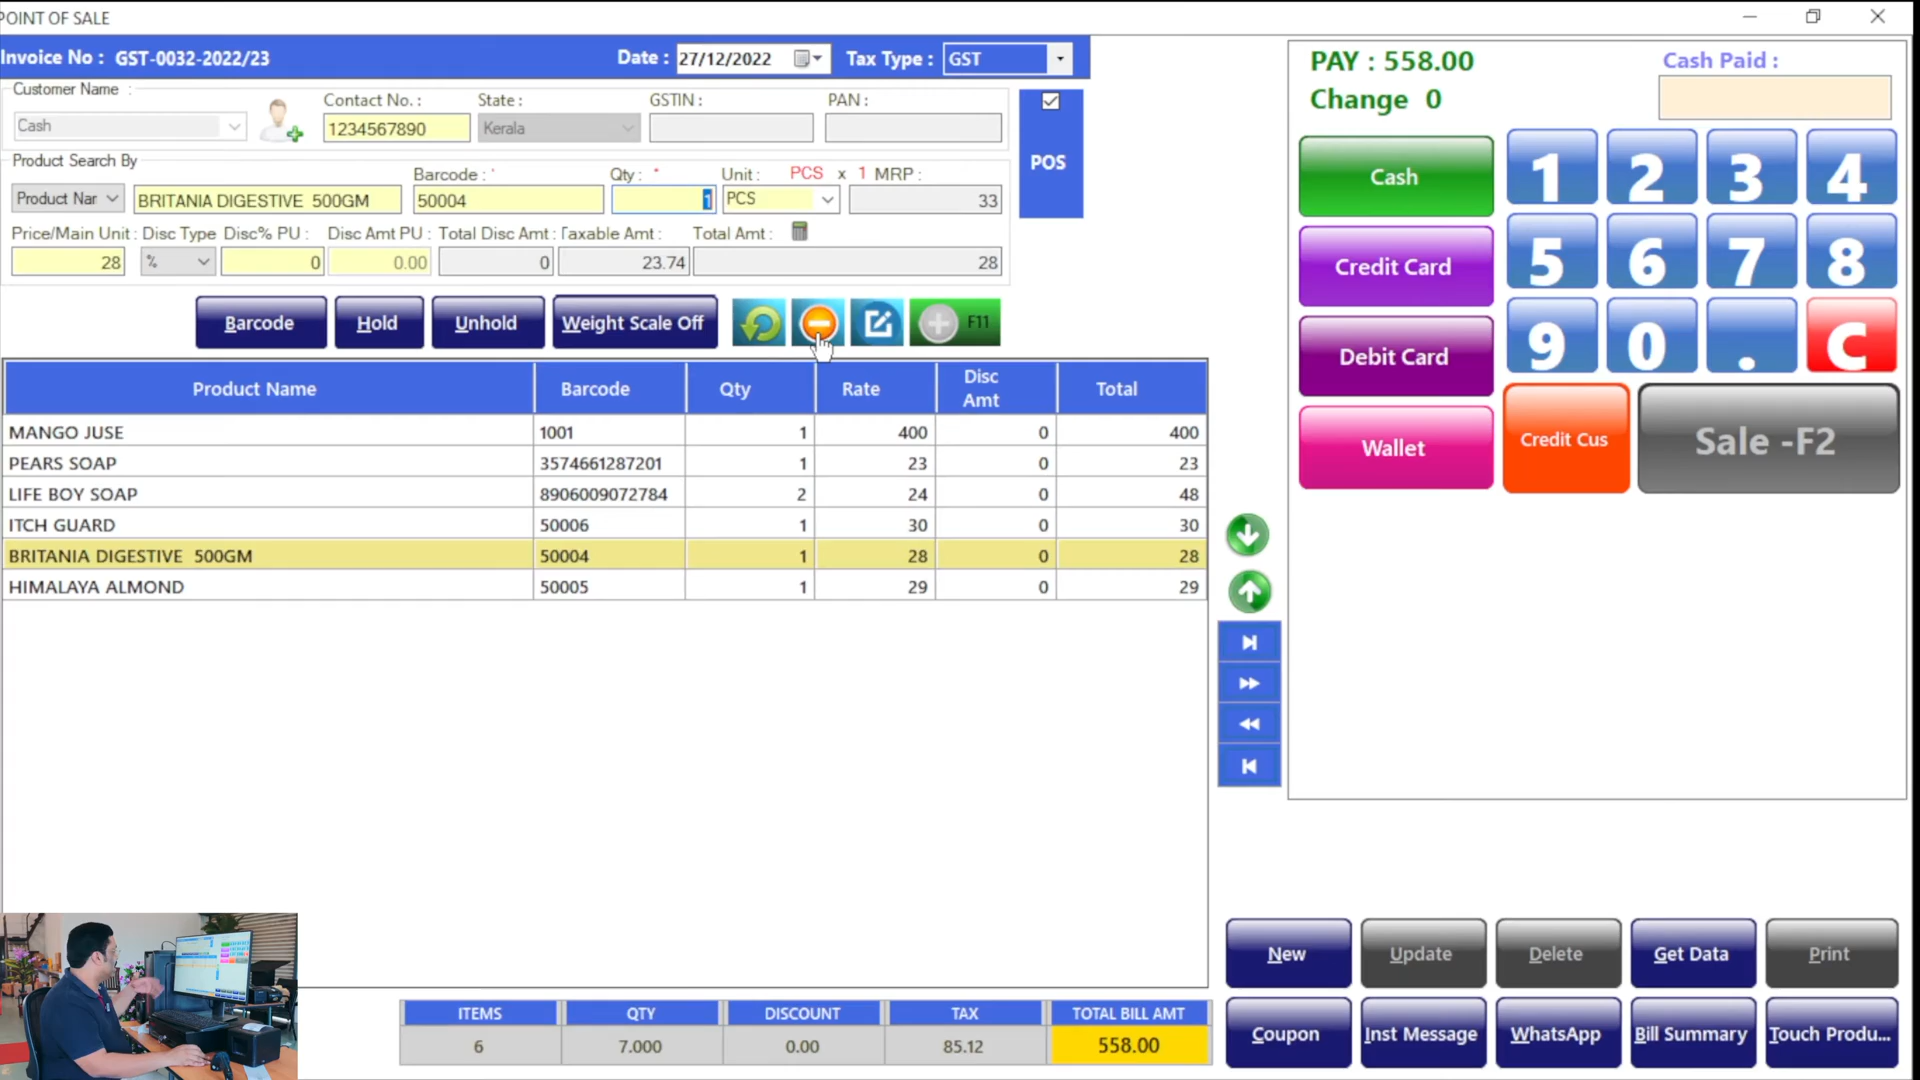 POINT OF SALE
Invoice No : GST-0032-2022/23 Date : 27/12/2022 Tax Type : GST
Customer Name : Contact No. : State : GSTIN : PAN :
Cash 1234567890 Kerala
POS
Product Search By Barcode : ' Qty : * Unit : PCS x 1 MRP :
Product Nar BRITANIA DIGESTIVE 500GM 50004 1 PCS 33
Price/Main Unit : Disc Type Disc% PU : Disc Amt PU : Total Disc Amt : Taxable Amt : Total Amt :
28 % 0 0.00 0 23.74 28
Barcode Hold Unhold Weight Scale Off F11
Product Name Barcode Qty Rate Disc Amt Total
MANGO JUSE 1001 1 400 0 400
PEARS SOAP 3574661287201 1 23 0 23
LIFE BOY SOAP 8906009072784 2 24 0 48
ITCH GUARD 50006 1 30 0 30
BRITANIA DIGESTIVE 500GM 50004 1 28 0 28
HIMALAYA ALMOND 50005 1 29 0 29
ITEMS QTY DISCOUNT TAX TOTAL BILL AMT
6 7.000 0.00 85.12 558.00
PAY : 558.00 Cash Paid :
Change 0
Cash 1 2 3 4
Credit Card 5 6 7 8
Debit Card 9 0 . C
Wallet Credit Cus Sale -F2
New Update Delete Get Data Print
Coupon Inst Message WhatsApp Bill Summary Touch Produ...